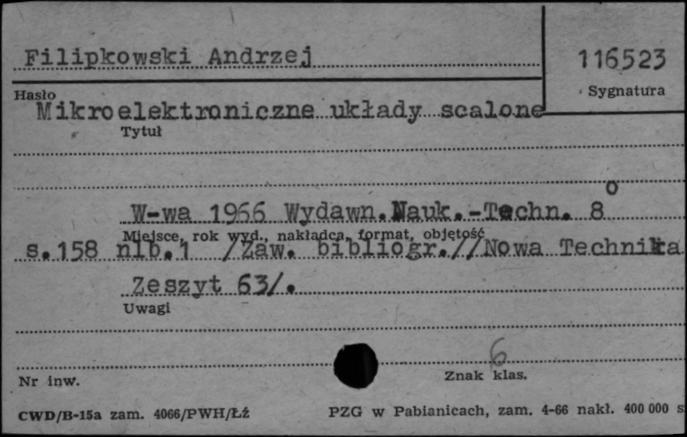 Filipkowski Andrzej
116523
Hasło
Sygnatura
Mikroelektroniczne układy scalone
Tytuł
W-wa 1966 Wydawn.Nauk.-Techn. 8°
Miejsce, rok wyd., nakładca, format, objętość
s.158 nlb.1 /Zaw. bibliogr.//Nowa Technika
Zeszyt 63/.
Uwagi
6
Nr inw.
Znak klas.
CWD/B-15a zam. 4066/PWH/Łź
PZG w Pabianicach, zam. 4-66 nakł. 400 000 s